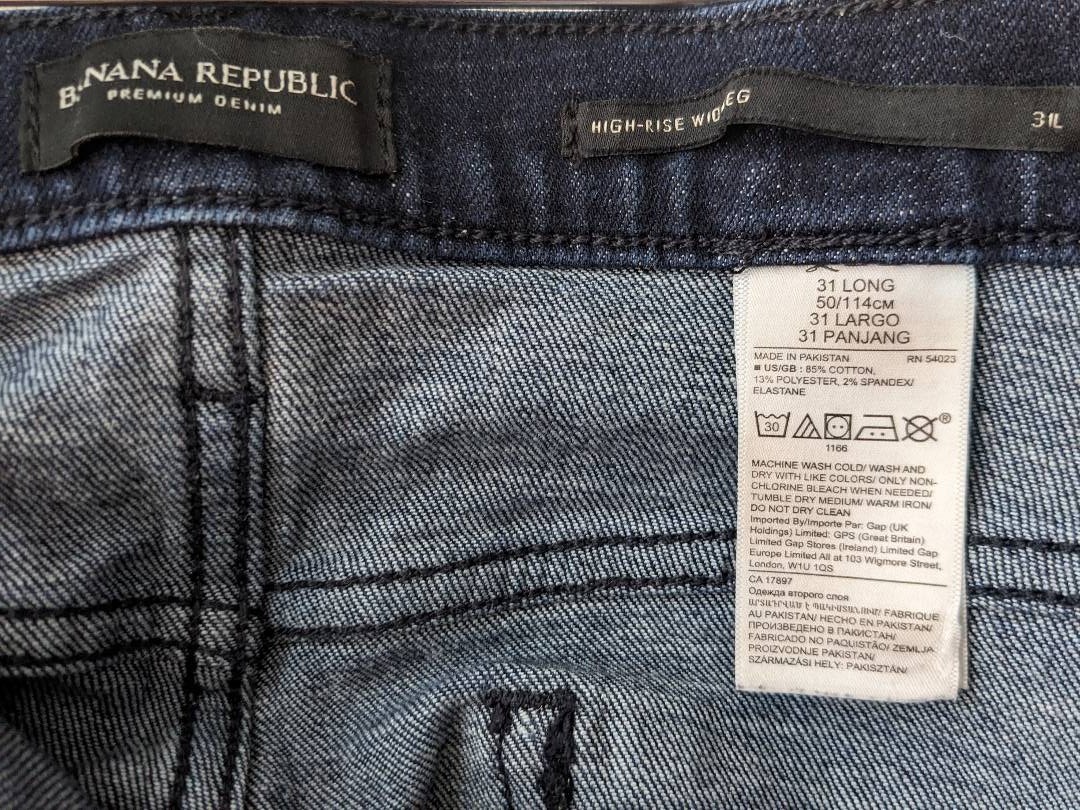 BANANA REPUBLIC
PREMIUM DENIM
HIGH-RISE WIDE LEG
31L
31 LONG
50/114CM
31 LARGO
31 PANJANG
MADE IN PAKISTAN RN 54023
■ US/GB : 85% COTTON,
13% POLYESTER, 2% SPANDEX/
ELASTANE
30
®
1166
MACHINE WASH COLD/ WASH AND
DRY WITH LIKE COLORS/ ONLY NON-
CHLORINE BLEACH WHEN NEEDED/
TUMBLE DRY MEDIUM/ WARM IRON/
DO NOT DRY CLEAN
Imported By/Importe Par: Gap (UK
Holdings) Limited: GPS (Great Britain)
Limited Gap Stores (Ireland) Limited Gap
Europe Limited All at 103 Wigmore Street,
London, W1U 1QS
CA 17897
Одежда второго слоя
ԱՐՏԱԴՐՎԱԾ Է ՊԱԿԻՍՏԱՆՈՒՄ/ FABRIQUE
AU PAKISTAN/ HECHO EN PAKISTAN/
ПРОИЗВЕДЕНО В ПАКИСТАН/
FABRICADO NO PAQUISTÃO/ ZEMLJA
PROIZVODNJE PAKISTAN/
SZÁRMAZÁSI HELY: PAKISZTÁN/